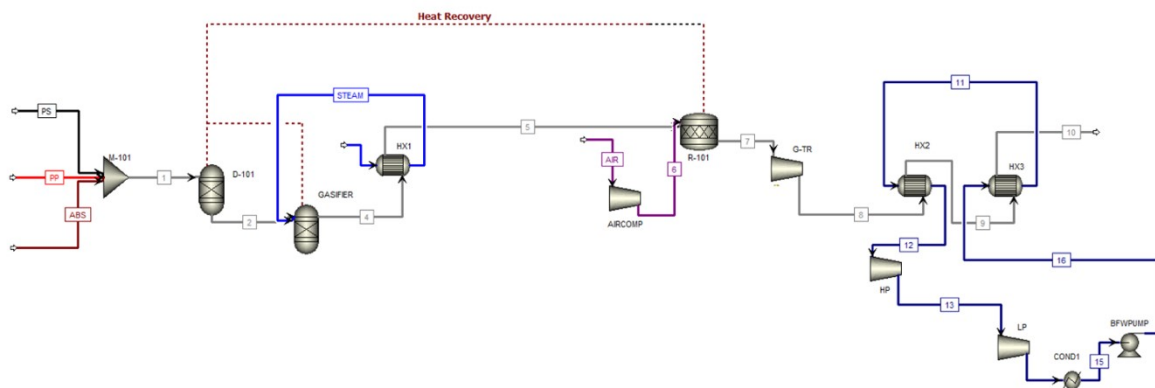 Heat Recovery
PS
M-101
PP
1
ABS
D-101
2
STEAM
GASIFIER
HX1
4
5
AIR
AIRCOMP
6
R-101
7
G-TR
8
11
HX2
HX3
10
9
12
16
HP
13
LP
COND1
15
BFWPUMP